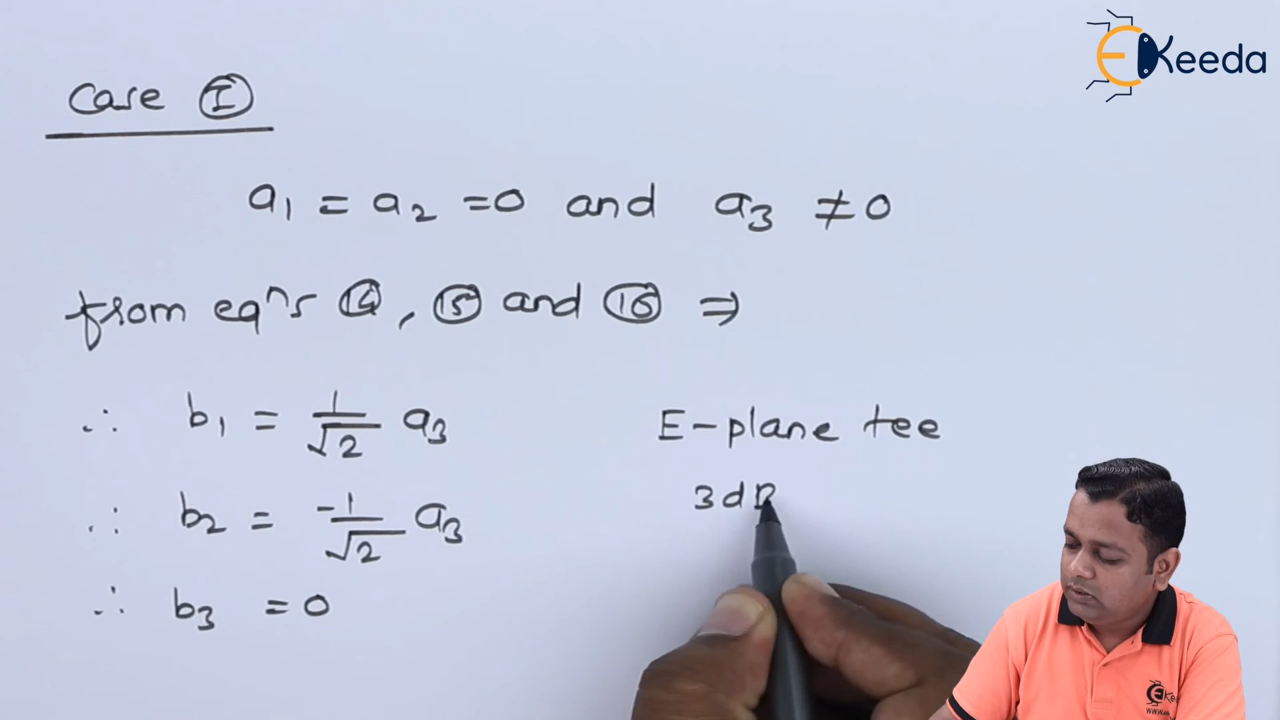 EKeeda
Case Ⓘ
a₁ = a₂ = 0 and a₃ ≠ 0
from eqⁿs ⑭, ⑮ and ⑯ ⇒
∴ b₁ = 1/√2 a₃
∴ b₂ = -1/√2 a₃
∴ b₃ = 0
E-plane tee
3dB